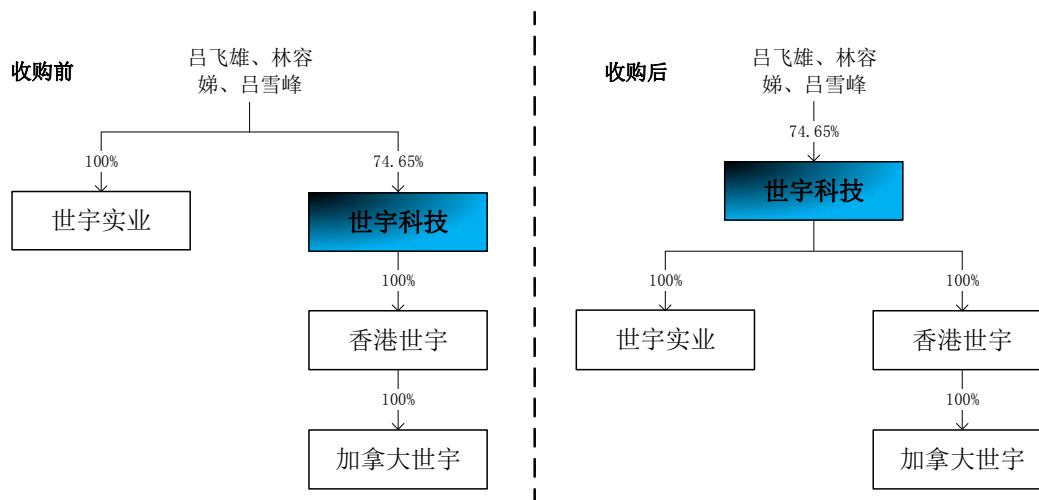 收购前
吕飞雄、林容
娣、吕雪峰
100%
74.65%
世宇实业
世宇科技
100%
香港世宇
100%
加拿大世宇
收购后
吕飞雄、林容
娣、吕雪峰
74.65%
世宇科技
100%
100%
世宇实业
香港世宇
100%
加拿大世宇